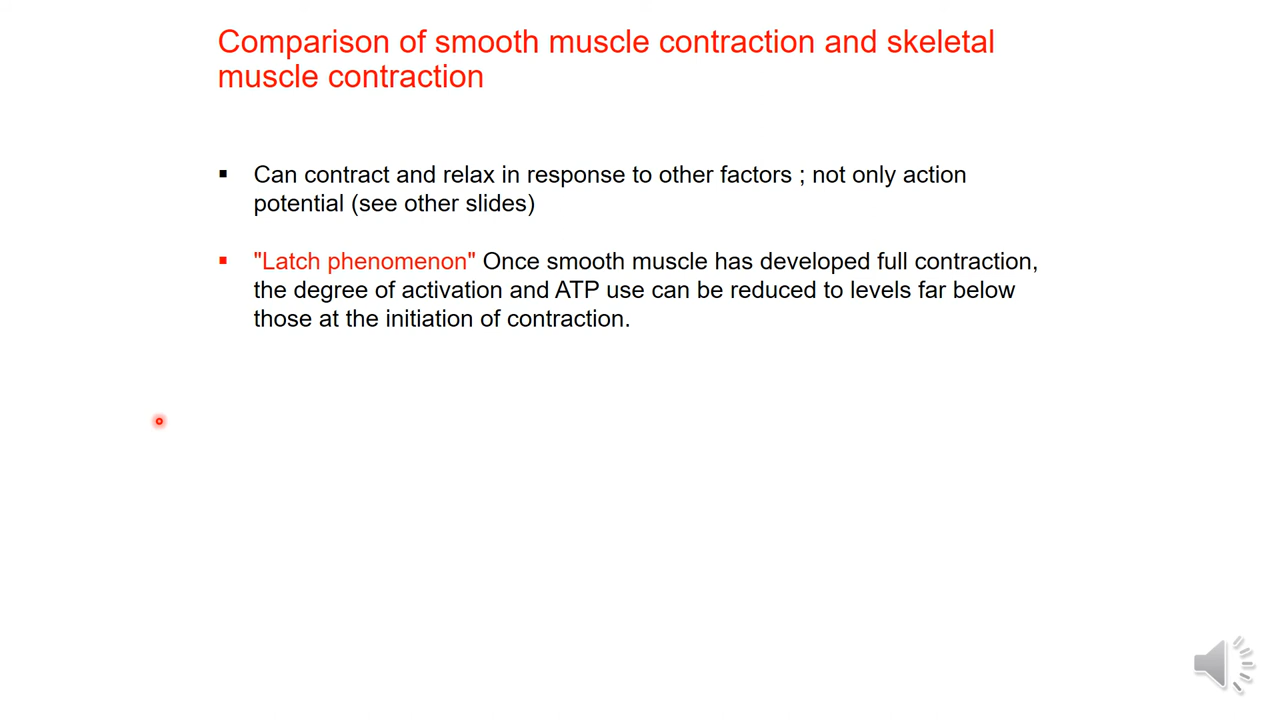 Comparison of smooth muscle contraction and skeletal
muscle contraction
▪ Can contract and relax in response to other factors ; not only action
potential (see other slides)
▪ "Latch phenomenon" Once smooth muscle has developed full contraction,
the degree of activation and ATP use can be reduced to levels far below
those at the initiation of contraction.